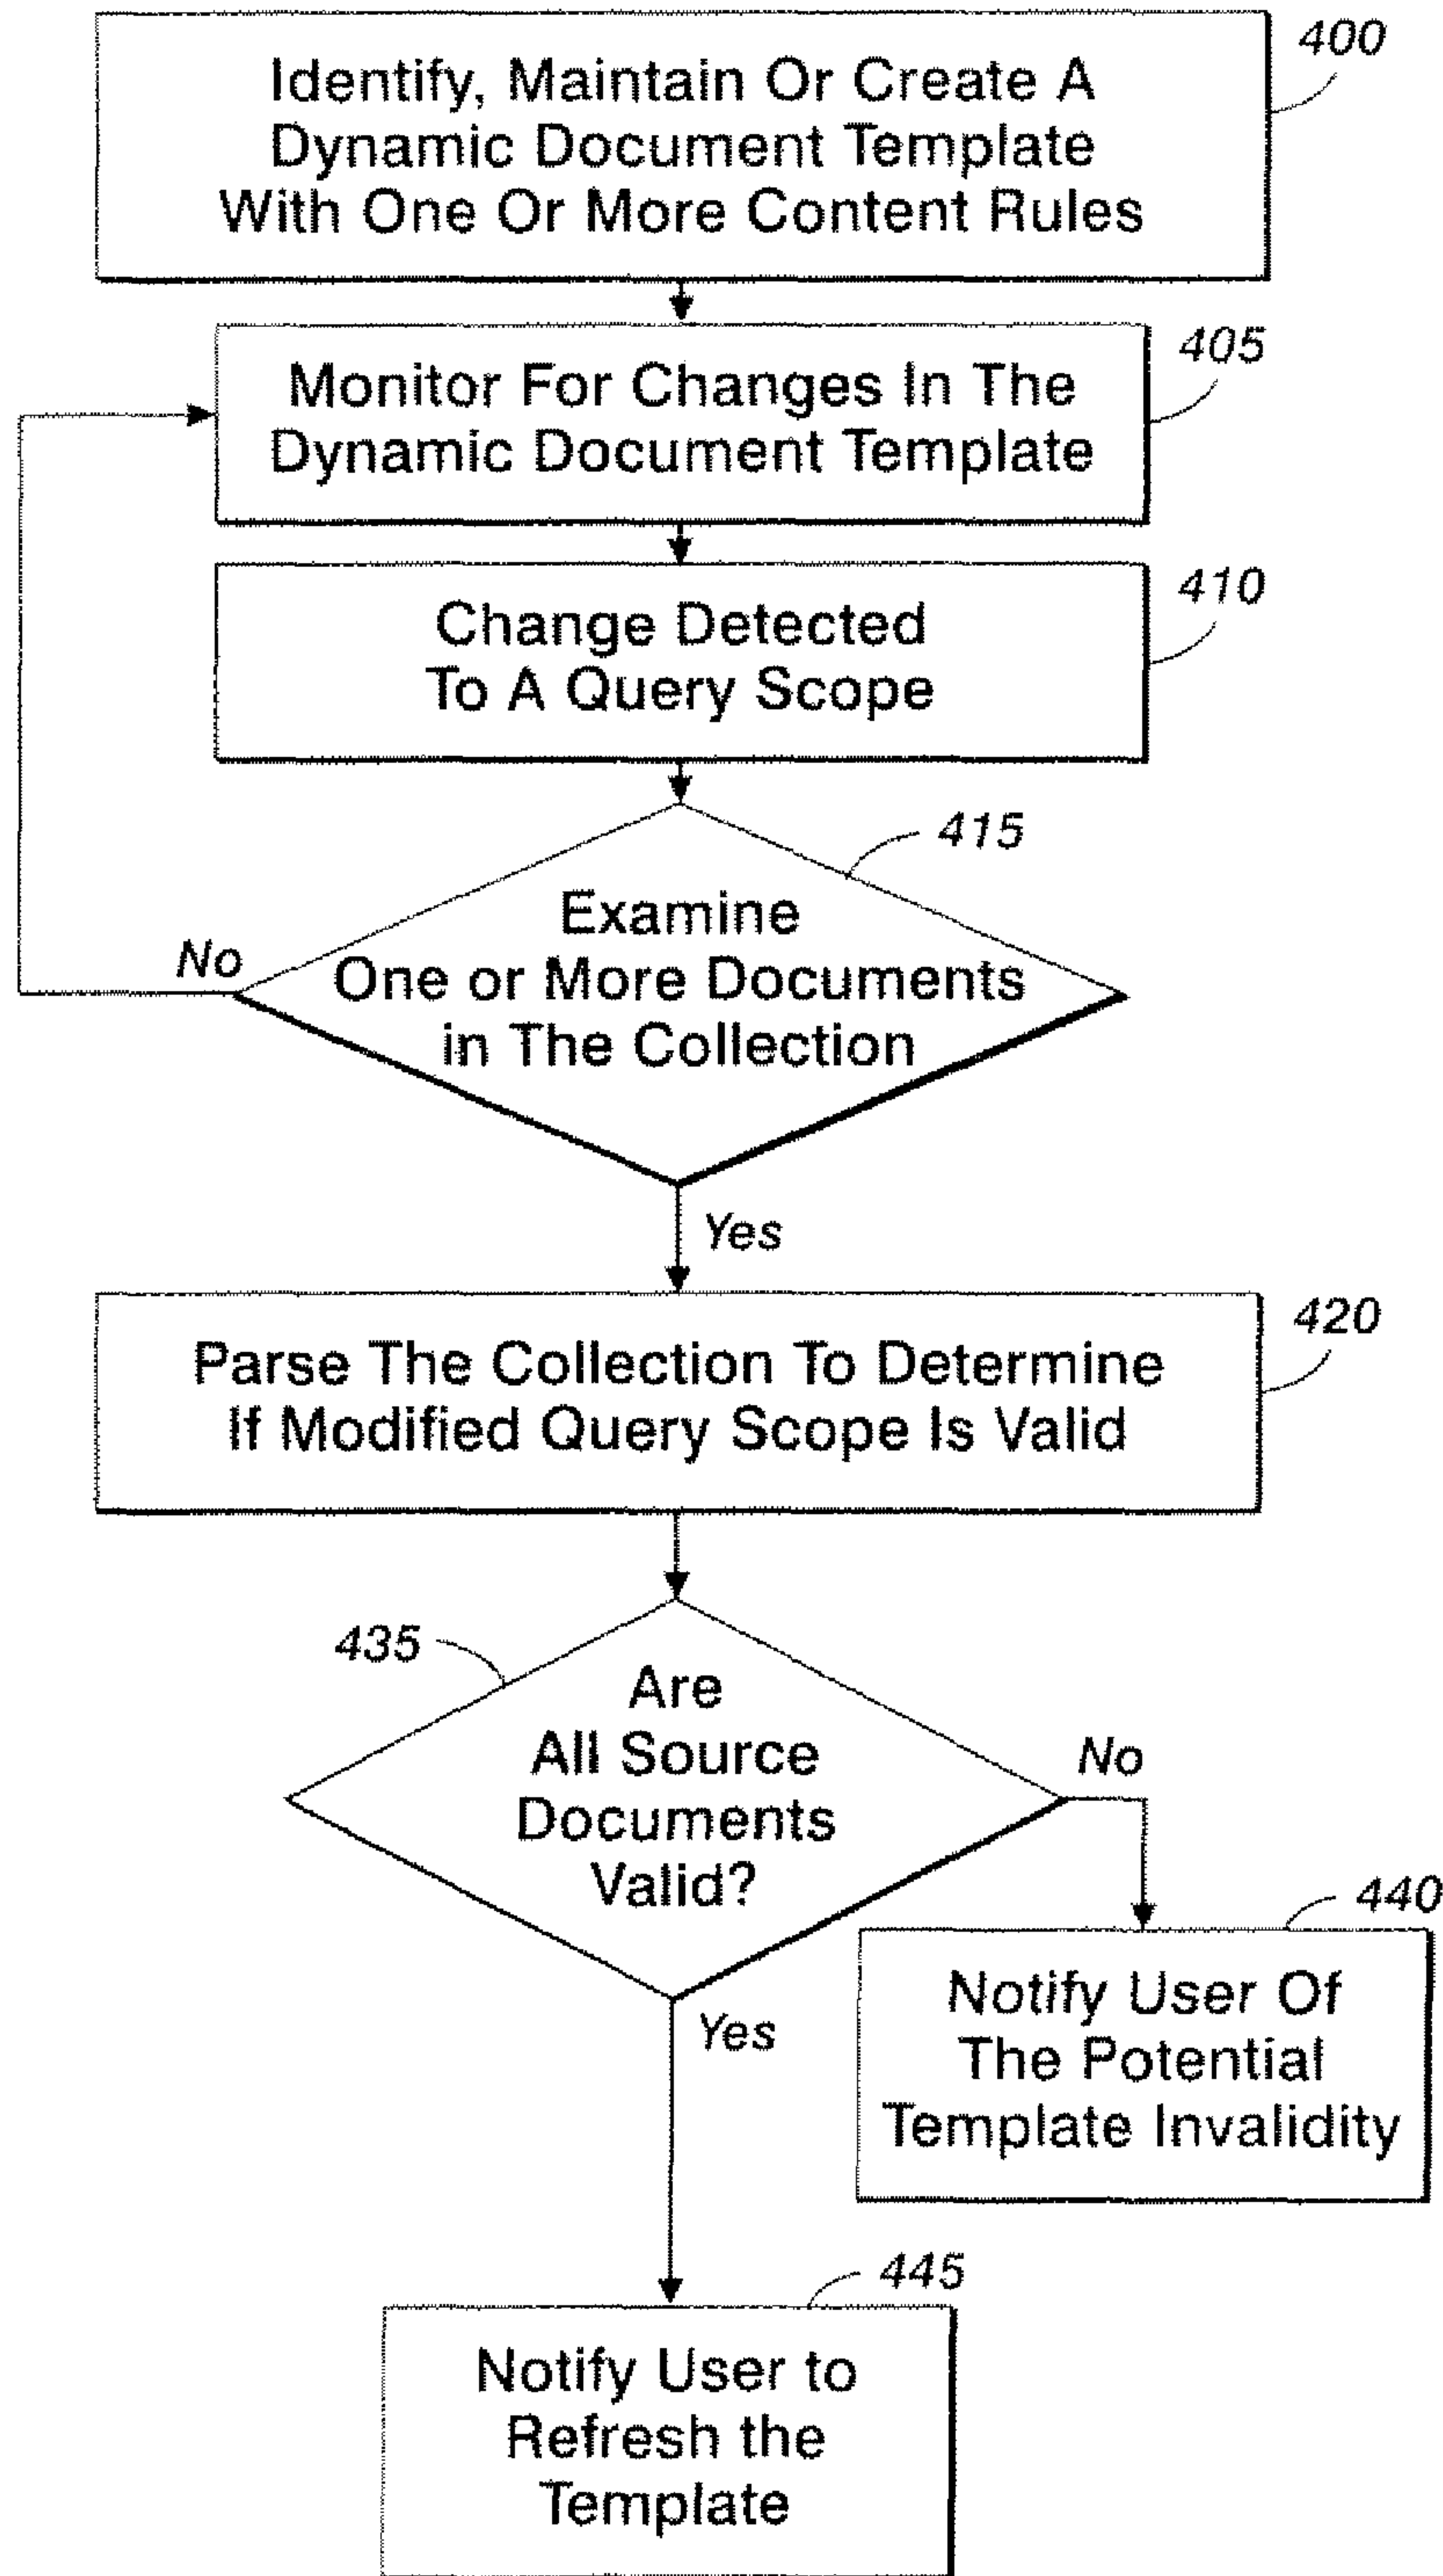 400
Identify, Maintain Or Create A
Dynamic Document Template
With One Or More Content Rules
405
Monitor For Changes In The
Dynamic Document Template
410
Change Detected
To A Query Scope
415
Examine
One or More Documents
in The Collection
No
Yes
420
Parse The Collection To Determine
If Modified Query Scope Is Valid
435
Are
All Source
Documents
Valid?
No
Yes
440
Notify User Of
The Potential
Template Invalidity
445
Notify User to
Refresh the
Template